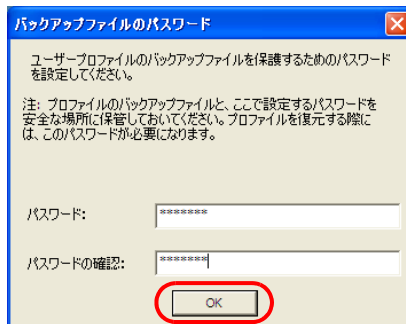 バックアップファイルのパスワード
ユーザープロファイルのバックアップファイルを保護するためのパスワード
を設定してください。
注: プロファイルのバックアップファイルと、ここで設定するパスワードを
安全な場所に保管しておいてください。プロファイルを復元する際に
は、このパスワードが必要になります。
パスワード: *******
パスワードの確認: *******
OK